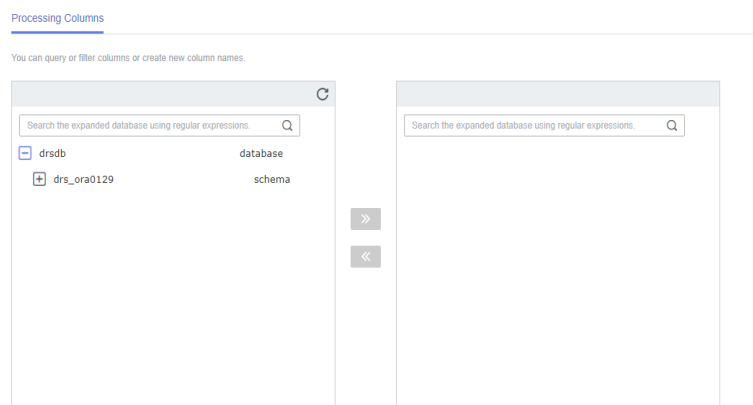 Processing Columns
You can query or filter columns or create new column names.
Search the expanded database using regular expressions.
Search the expanded database using regular expressions.
drsdb database
drs_ora0129 schema